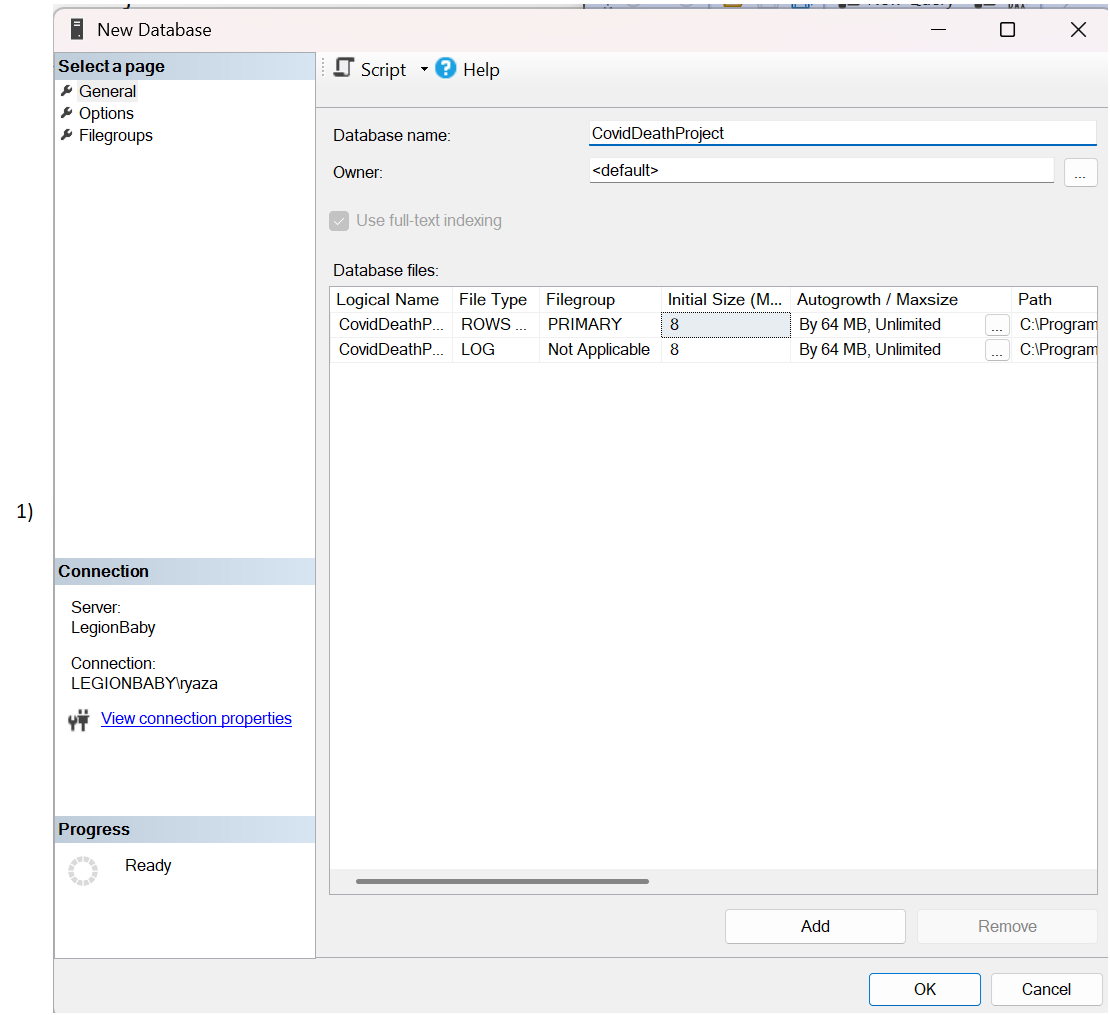 New Database
Select a page
General
Options
Filegroups
Script
Help
Database name:
CovidDeathProject
Owner:
<default>
...
Use full-text indexing
Database files:
Logical Name File Type Filegroup Initial Size (M... Autogrowth / Maxsize Path
CovidDeathP... ROWS ... PRIMARY 8 By 64 MB, Unlimited ... C:\Program
CovidDeathP... LOG Not Applicable 8 By 64 MB, Unlimited ... C:\Program
1)
Connection
Server:
LegionBaby
Connection:
LEGIONBABY\ryaza
View connection properties
Progress
Ready
Add Remove
OK Cancel